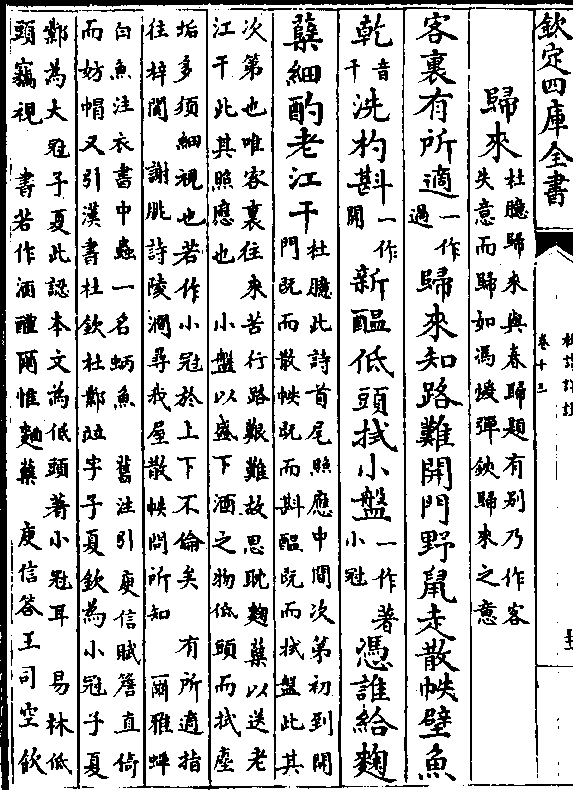 欽定四庫全書
卷十三
歸來
杜臆歸來與春歸題有别乃作客
失意而歸如馮煖彈鋏歸來之意
客裏有所適一作過歸來知路難開門野鼠走散帙壁魚
乾音干洗杓斟一作開新醖低頭拭小盤一作著小冠憑誰給麴
糵細酌老江干
杜臆此詩首尾照應中間次第初到開
門既而散帙既而斟醖既而拭盤此其
次第也唯客裏往來苦行路艱難故思耽麴糵以送老
江干此其照應也 小盤以盛下酒之物低頭而拭塵
垢多須細視也若作小冠於上下不倫矣 有所適指
往梓閬 謝朓詩陵澗尋我屋散帙問所知 爾雅蟫
白魚注衣書中蟲一名蛃魚 舊注引庾信賦簷直倚
而妨帽又引漢書杜欽杜鄴竝字子夏欽為小冠子夏
鄴為大冠子夏此認本文為低頭著小冠耳 易林低
頭竊視 書若作酒醴爾惟麴糵 庾信答王司空飲